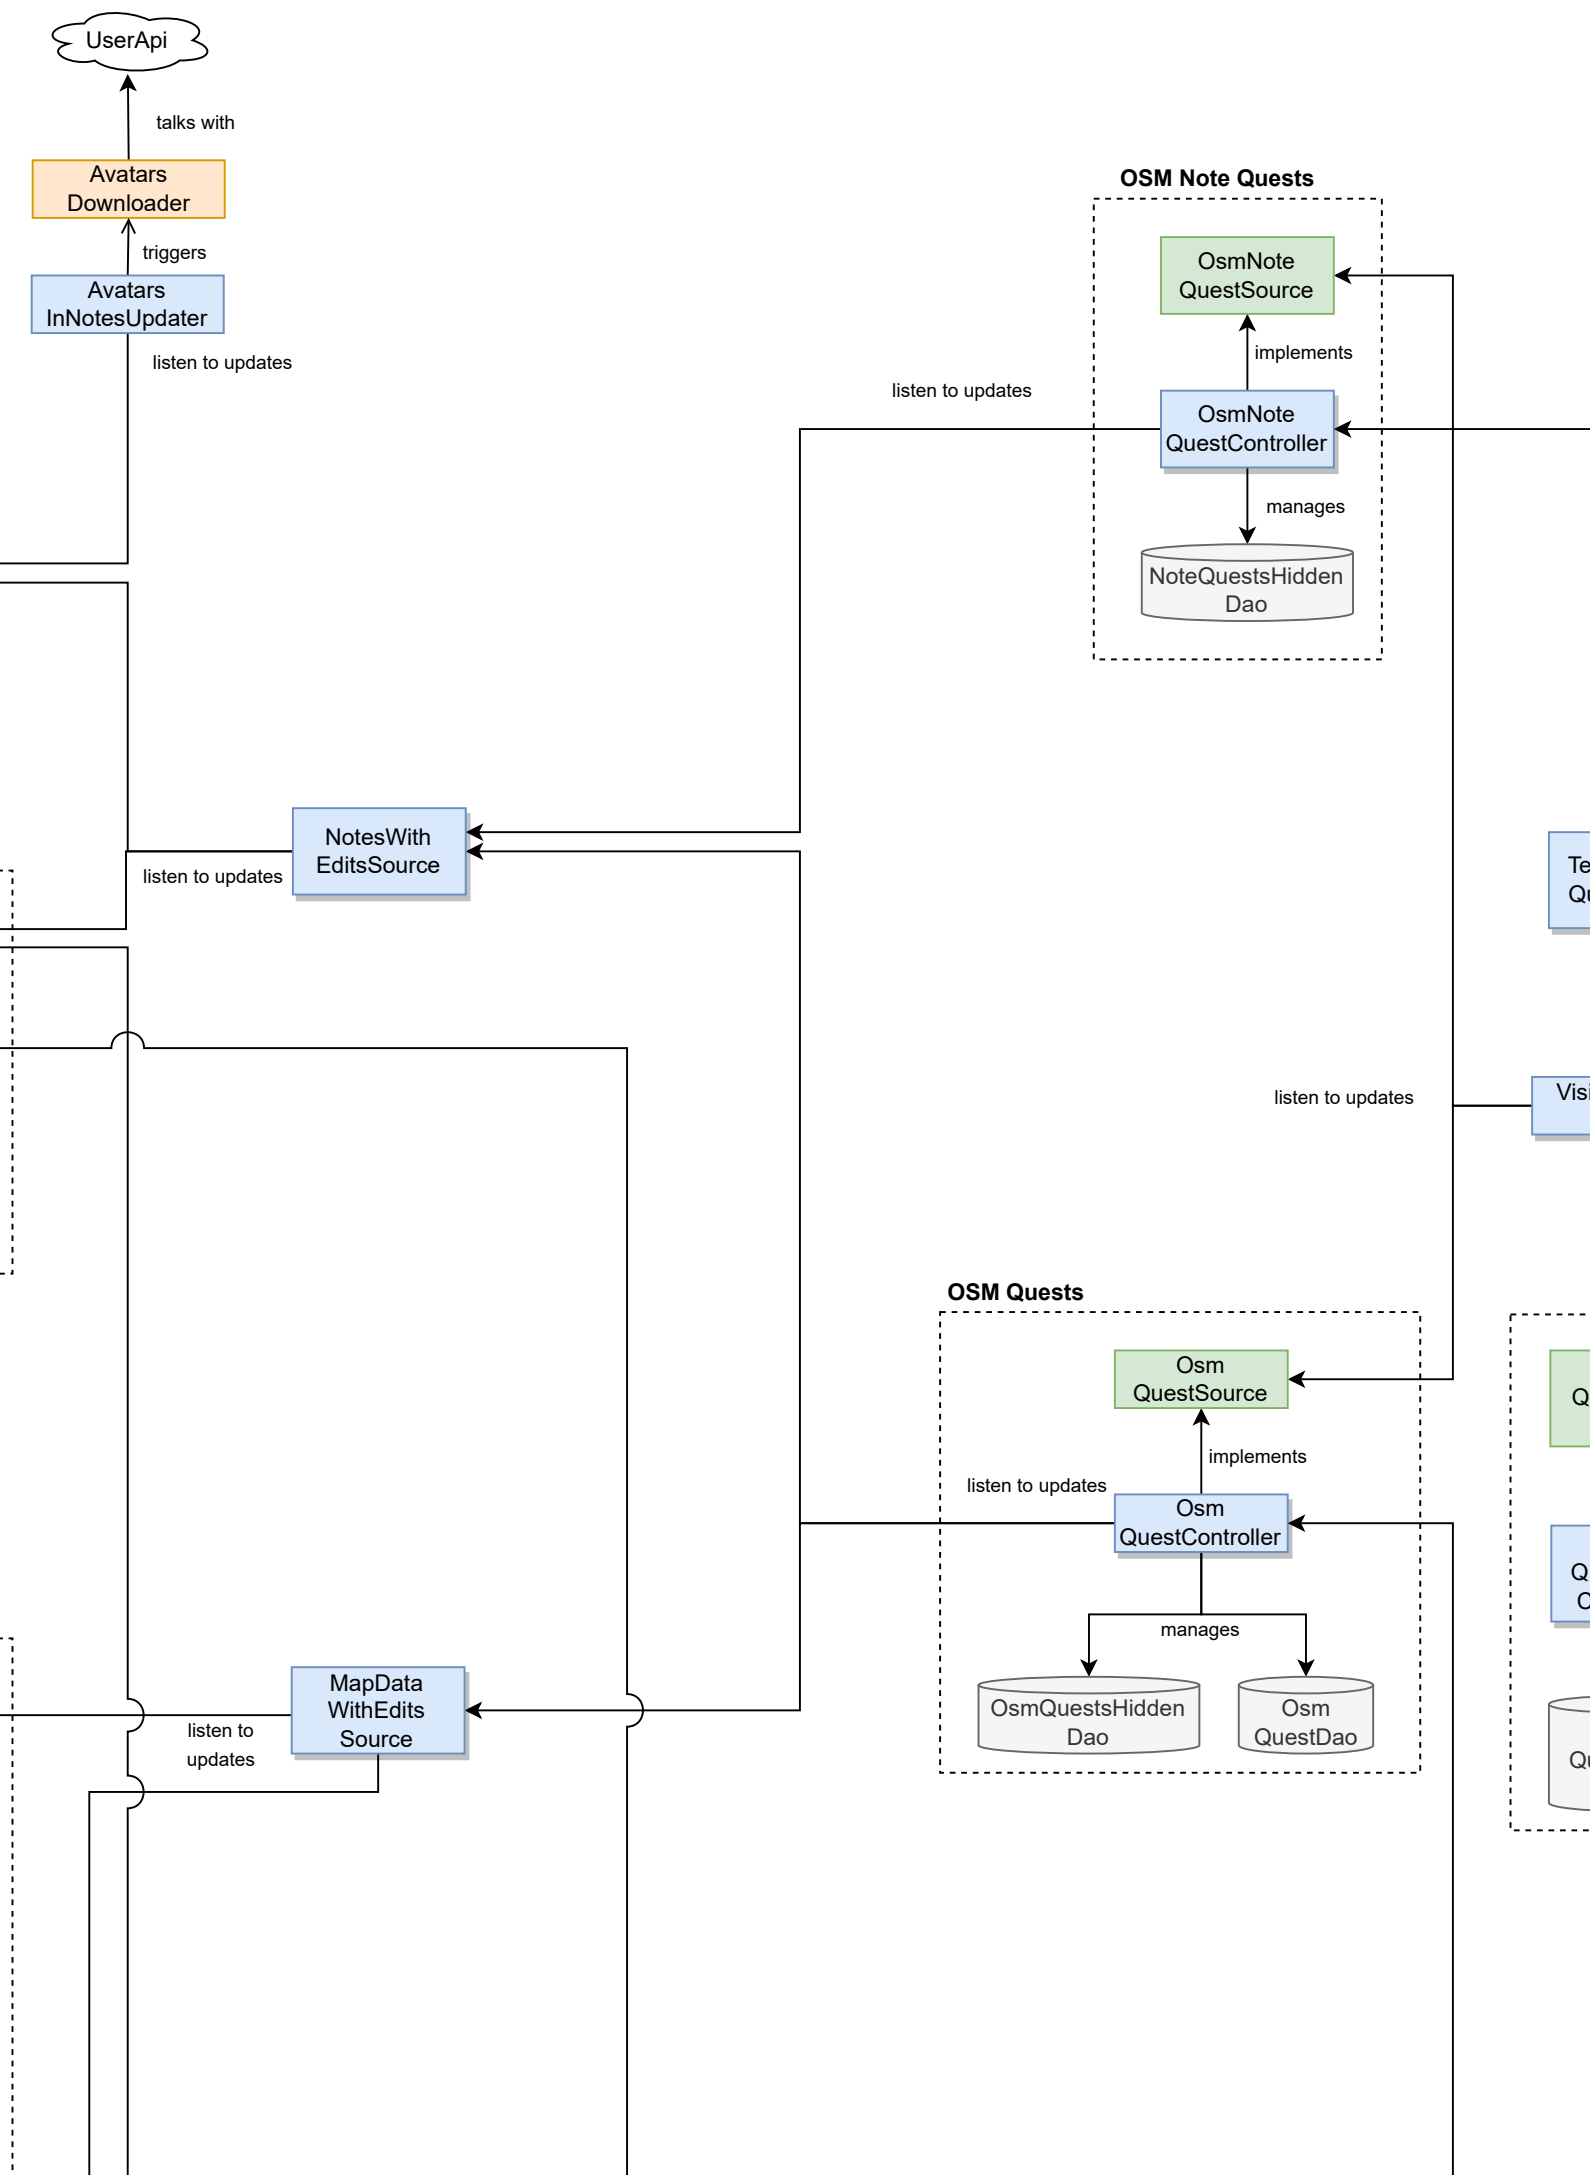 UserApi
talks with
Avatars
Downloader
triggers
Avatars
InNotesUpdater
listen to updates
OSM Note Quests
OsmNote
QuestSource
implements
listen to updates
OsmNote
QuestController
manages
NoteQuestsHidden
Dao
NotesWith
EditsSource
listen to updates
listen to updates
OSM Quests
Osm
QuestSource
implements
listen to updates
Osm
QuestController
manages
OsmQuestsHidden
Dao
Osm
QuestDao
MapData
WithEdits
Source
listen to
updates